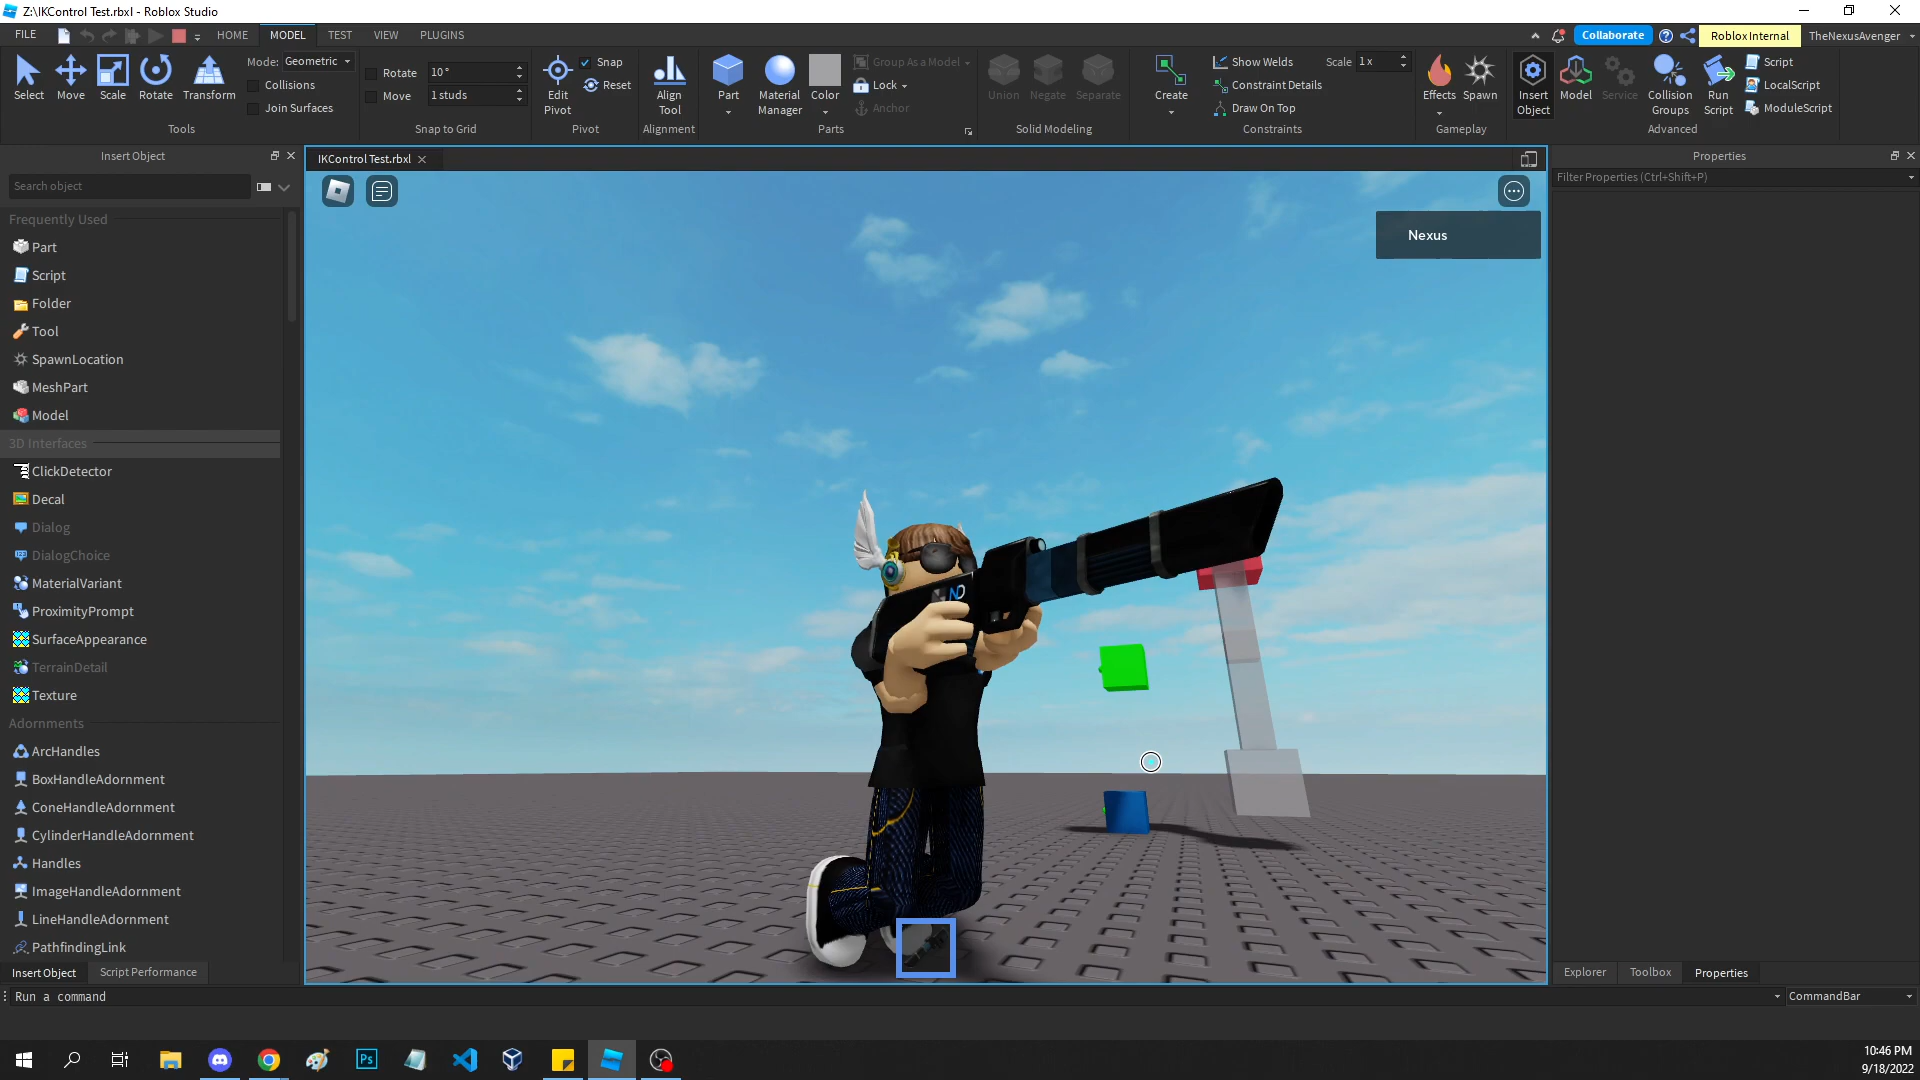 Z:\IKControl Test.rbxl - Roblox Studio
FILE HOME MODEL TEST VIEW PLUGINS Collaborate Roblox Internal TheNexusAvenger
Select Move Scale Rotate Transform
Mode: Geometric
Collisions
Join Surfaces
Tools
Rotate 10°
Move 1 studs
Snap to Grid
Edit Pivot
Snap
Reset
Pivot
Align Tool
Alignment
Part Material Manager Color
Group As a Model
Lock
Anchor
Parts
Union Negate Separate
Solid Modeling
Create
Show Welds Scale 1 x
Constraint Details
Draw On Top
Constraints
Effects Spawn
Gameplay
Insert Object Model Service Collision Groups Run Script
Script
LocalScript
ModuleScript
Advanced
Insert Object
Search object
Frequently Used
Part
Script
Folder
Tool
SpawnLocation
MeshPart
Model
3D Interfaces
ClickDetector
Decal
Dialog
DialogChoice
MaterialVariant
ProximityPrompt
SurfaceAppearance
TerrainDetail
Texture
Adornments
ArcHandles
BoxHandleAdornment
ConeHandleAdornment
CylinderHandleAdornment
Handles
ImageHandleAdornment
LineHandleAdornment
PathfindingLink
Insert Object Script Performance
IKControl Test.rbxl
Nexus
Properties
Filter Properties (Ctrl+Shift+P)
Explorer Toolbox Properties
Run a command CommandBar
Ps
10:46 PM
9/18/2022